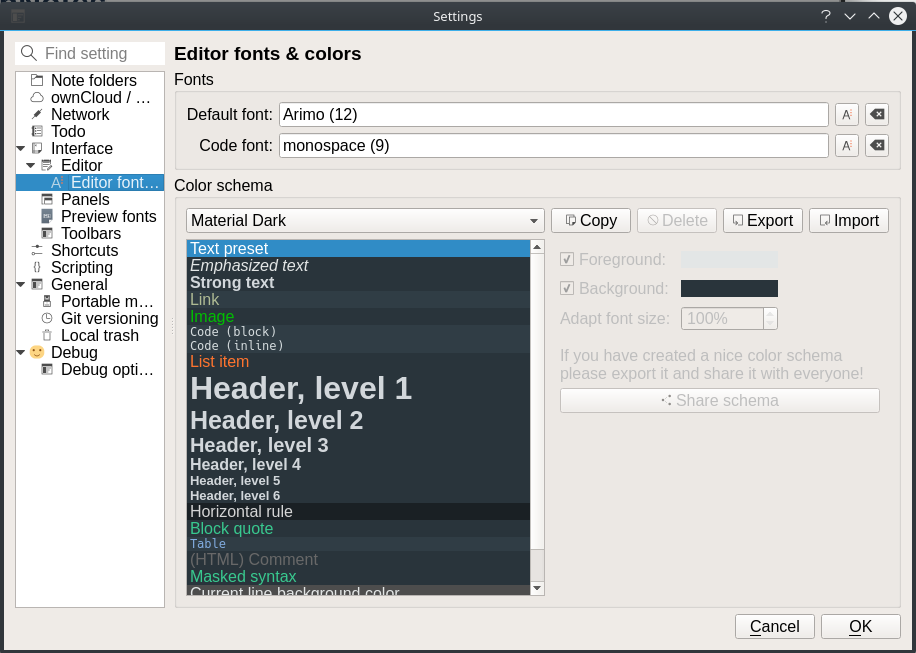 Settings
Find setting
Note folders
ownCloud / …
Network
Todo
Interface
Editor
Editor font…
Panels
Preview fonts
Toolbars
Shortcuts
Scripting
General
Portable m…
Git versioning
Local trash
Debug
Debug opti…
Editor fonts & colors
Fonts
Default font: Arimo (12)
Code font: monospace (9)
Color schema
Material Dark Copy Delete Export Import
Text preset
Emphasized text
Strong text
Link
Image
Code (block)
Code (inline)
List item
Header, level 1
Header, level 2
Header, level 3
Header, level 4
Header, level 5
Header, level 6
Horizontal rule
Block quote
Table
(HTML) Comment
Masked syntax
Current line background color
Foreground:
Background:
Adapt font size: 100%
If you have created a nice color schema
please export it and share it with everyone!
Share schema
Cancel OK